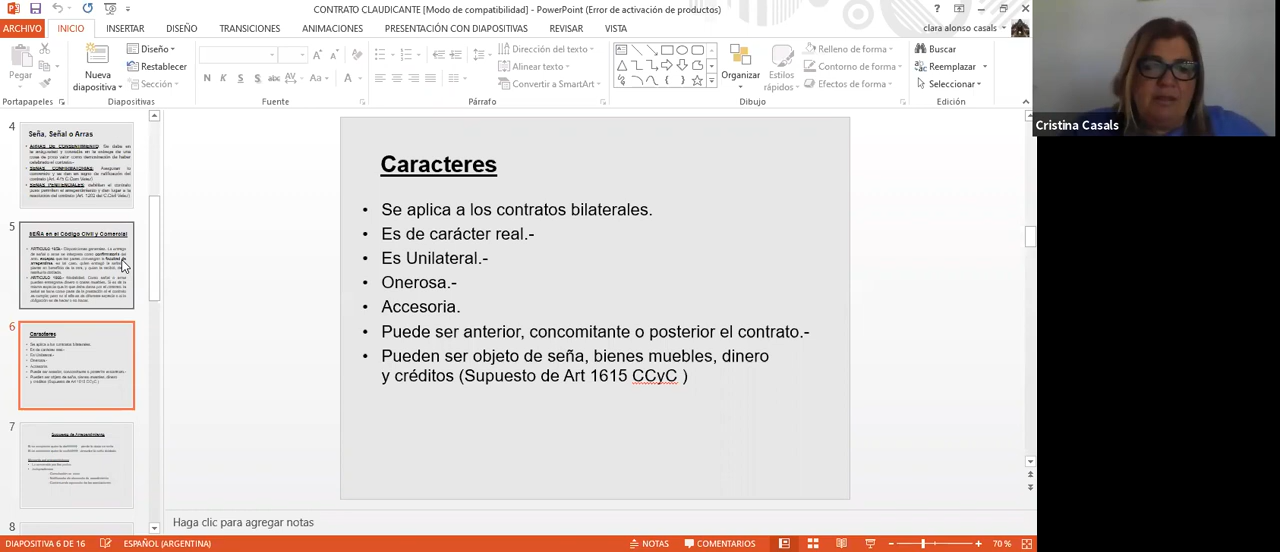 CONTRATO CLAUDICANTE [Modo de compatibilidad] - PowerPoint (Error de activación de productos)
ARCHIVO INICIO INSERTAR DISEÑO TRANSICIONES ANIMACIONES PRESENTACIÓN CON DIAPOSITIVAS REVISAR VISTA clara alonso casals
Pegar
Nueva diapositiva
Diseño
Restablecer
Sección
N K S abc AV Aa A
Dirección del texto
Alinear texto
Convertir a SmartArt
Organizar
Estilos rápidos
Relleno de forma
Contorno de forma
Efectos de forma
Buscar
Reemplazar
Seleccionar
Portapapeles Diapositivas Fuente Párrafo Dibujo Edición
Cristina Casals
4
Seña, Señal o Arras
5
SEÑA en el Código Civil y Comercial
6
Caracteres
7
Supuesto de Arrepentimiento
8
Caracteres
• Se aplica a los contratos bilaterales.
• Es de carácter real.-
• Es Unilateral.-
• Onerosa.-
• Accesoria.
• Puede ser anterior, concomitante o posterior el contrato.-
• Pueden ser objeto de seña, bienes muebles, dinero
y créditos (Supuesto de Art 1615 CCyC )
Haga clic para agregar notas
DIAPOSITIVA 6 DE 16 ESPAÑOL (ARGENTINA) NOTAS COMENTARIOS 70 %